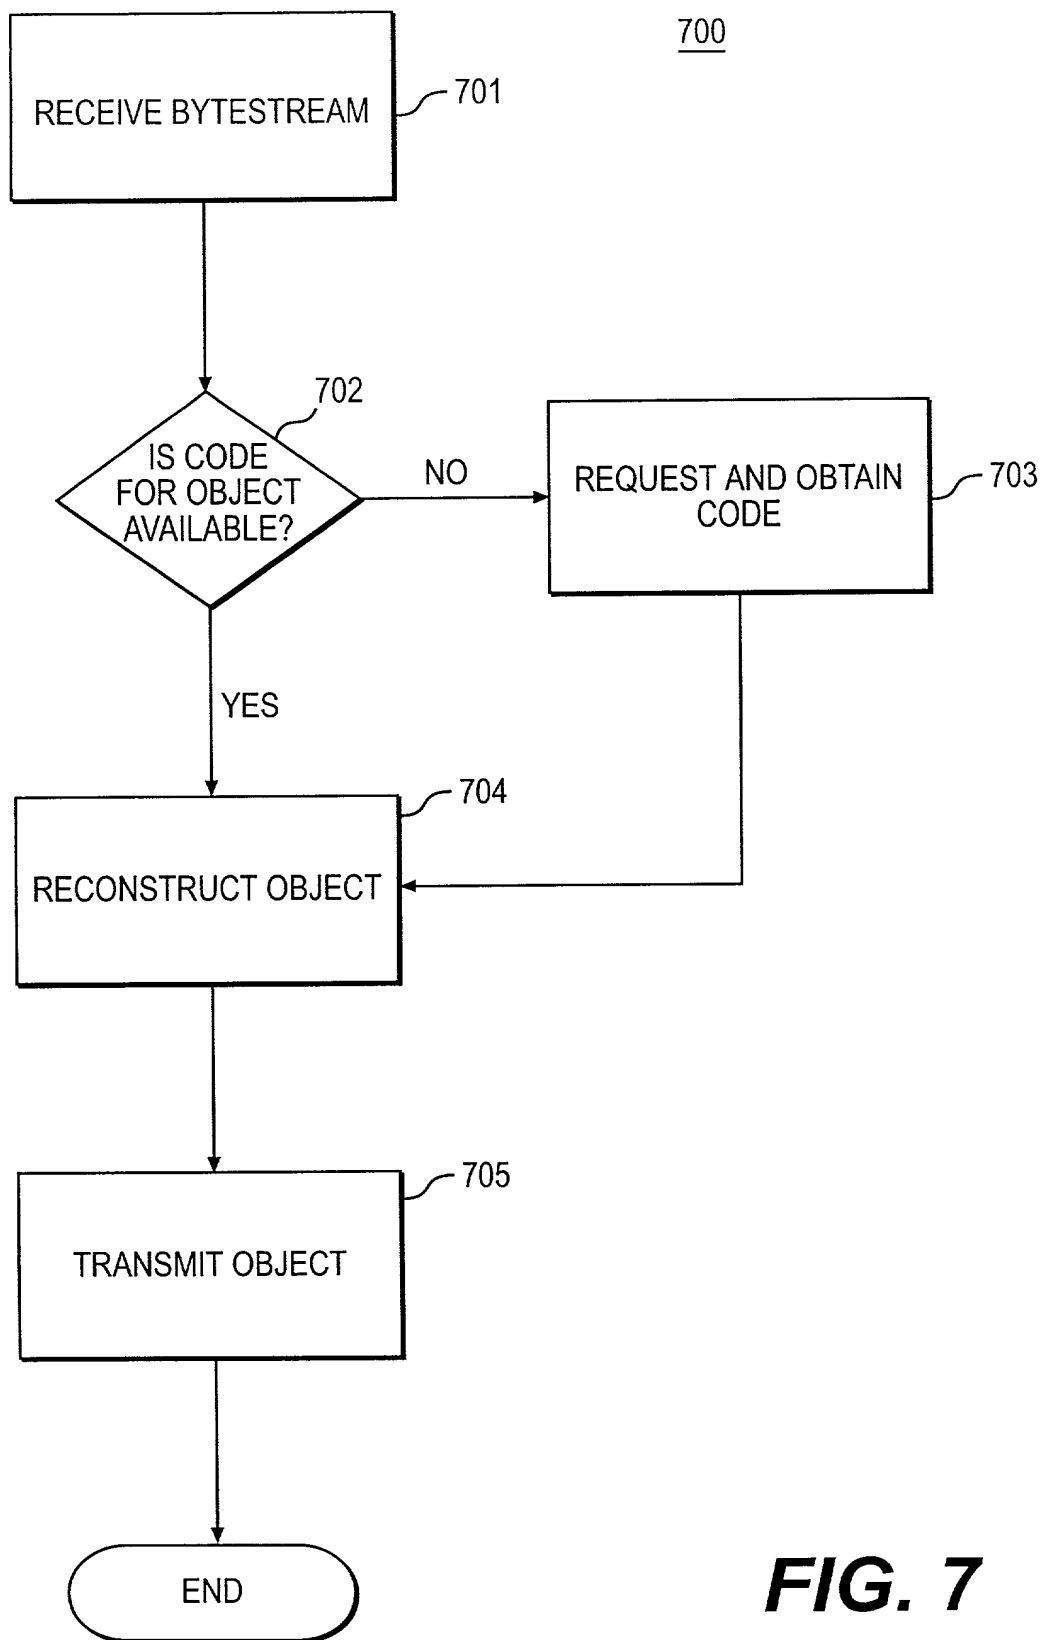 700
RECEIVE BYTESTREAM
701
702
IS CODE
FOR OBJECT
AVAILABLE?
NO
REQUEST AND OBTAIN
CODE
703
YES
704
RECONSTRUCT OBJECT
705
TRANSMIT OBJECT
END
FIG. 7